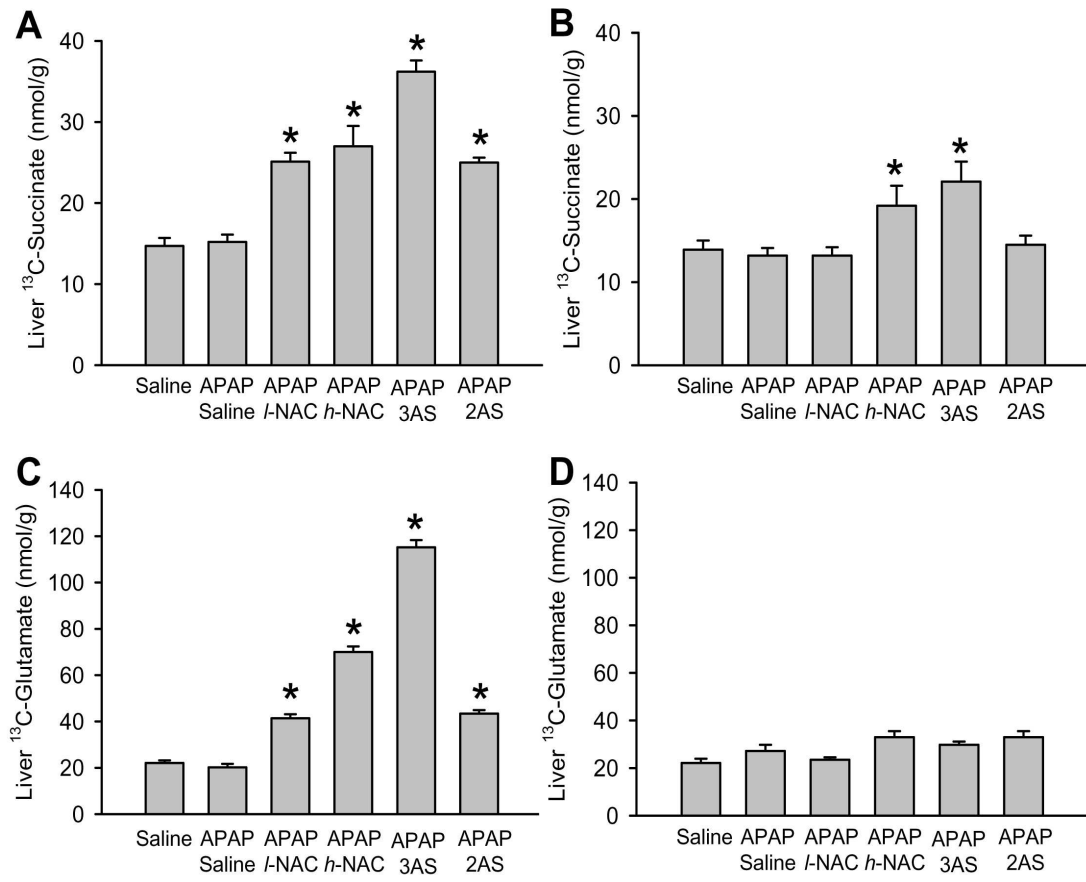 A
Liver ¹³C-Succinate (nmol/g)
40
30
20
10
0
* * * *
Saline APAP APAP APAP APAP APAP
Saline l-NAC h-NAC 3AS 2AS
B
Liver ¹³C-Succinate (nmol/g)
40
30
20
10
0
* *
Saline APAP APAP APAP APAP APAP
Saline l-NAC h-NAC 3AS 2AS
C
Liver ¹³C-Glutamate (nmol/g)
140
120
100
80
60
40
20
0
* * * *
Saline APAP APAP APAP APAP APAP
Saline l-NAC h-NAC 3AS 2AS
D
Liver ¹³C-Glutamate (nmol/g)
140
120
100
80
60
40
20
0
Saline APAP APAP APAP APAP APAP
Saline l-NAC h-NAC 3AS 2AS